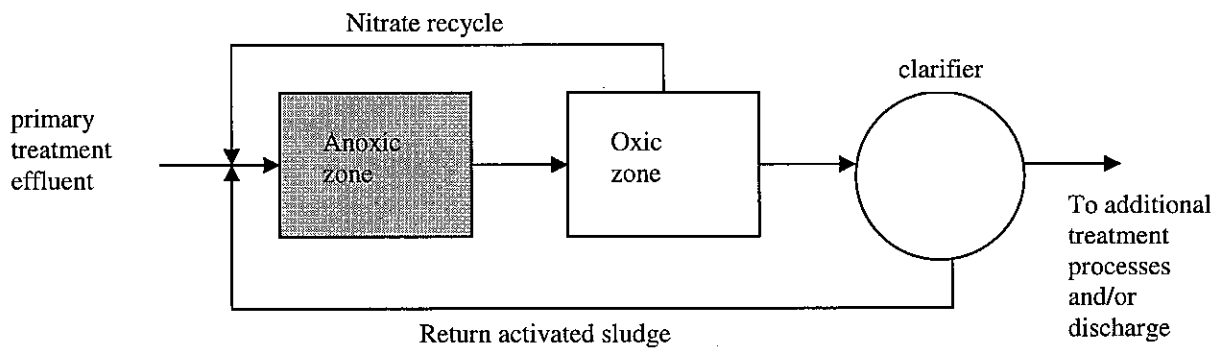 Nitrate recycle
clarifier
primary
treatment
effluent
Anoxic
zone
Oxic
zone
To additional
treatment
processes
and/or
discharge
Return activated sludge